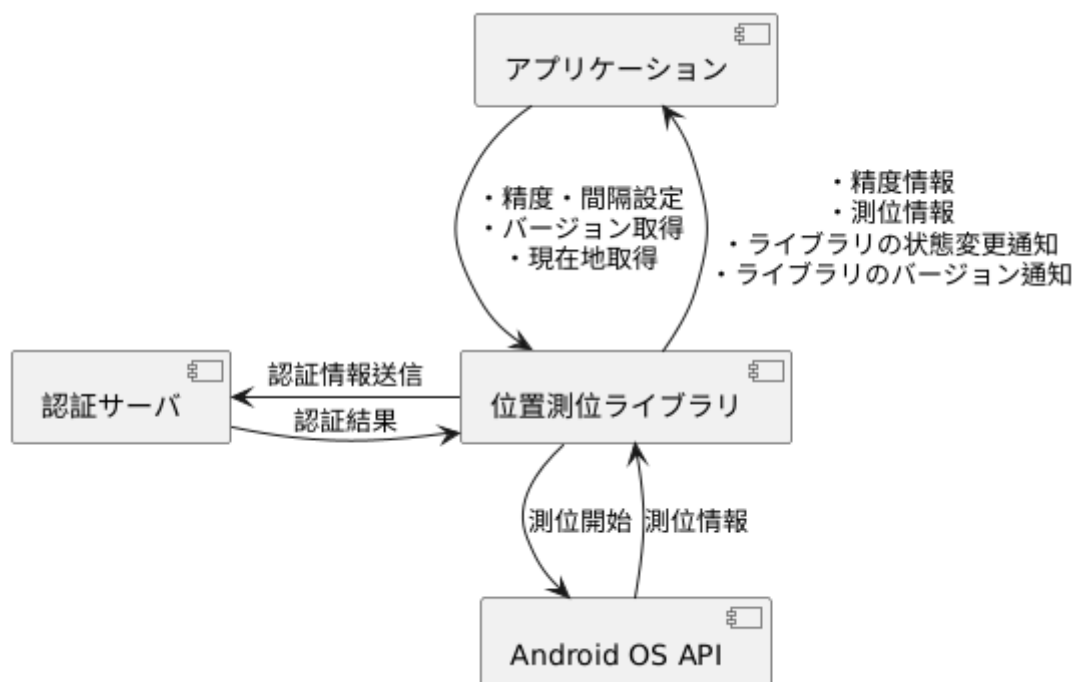 アプリケーション
・精度・間隔設定
・バージョン取得
・現在地取得
・精度情報
・測位情報
・ライブラリの状態変更通知
・ライブラリのバージョン通知
認証サーバ
認証情報送信
認証結果
位置測位ライブラリ
測位開始
測位情報
Android OS API